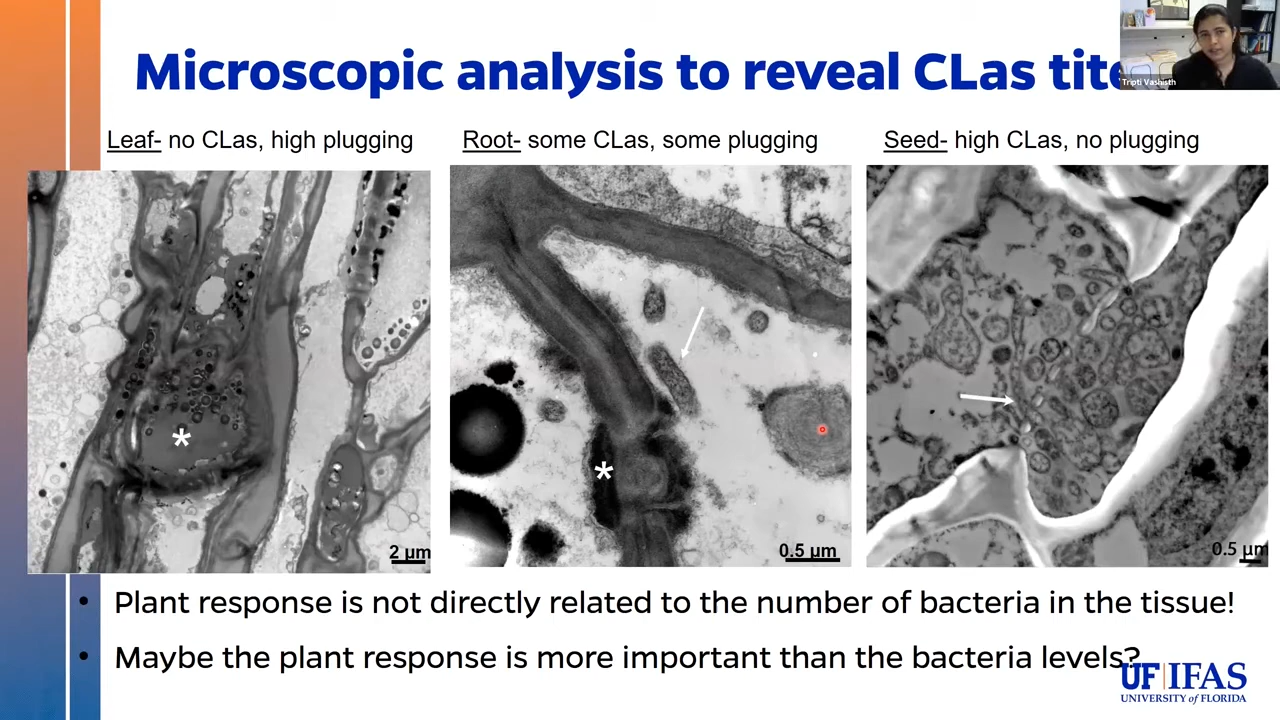 Microscopic analysis to reveal CLas
Tripti Vashisth
Leaf- no CLas, high plugging
Root- some CLas, some plugging
Seed- high CLas, no plugging
*
*
2 µm
0.5 µm
0.5 µm
• Plant response is not directly related to the number of bacteria in the tissue!
• Maybe the plant response is more important than the bacteria levels?
UF|IFAS
UNIVERSITY of FLORIDA